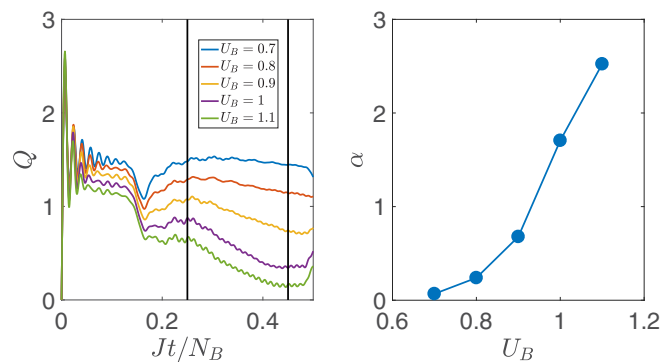 3
2
1
0
Q
0
0.2
0.4
Jt/N_B
U_B = 0.7
U_B = 0.8
U_B = 0.9
U_B = 1
U_B = 1.1
3
2
1
0
α
0.6
0.8
1
1.2
U_B